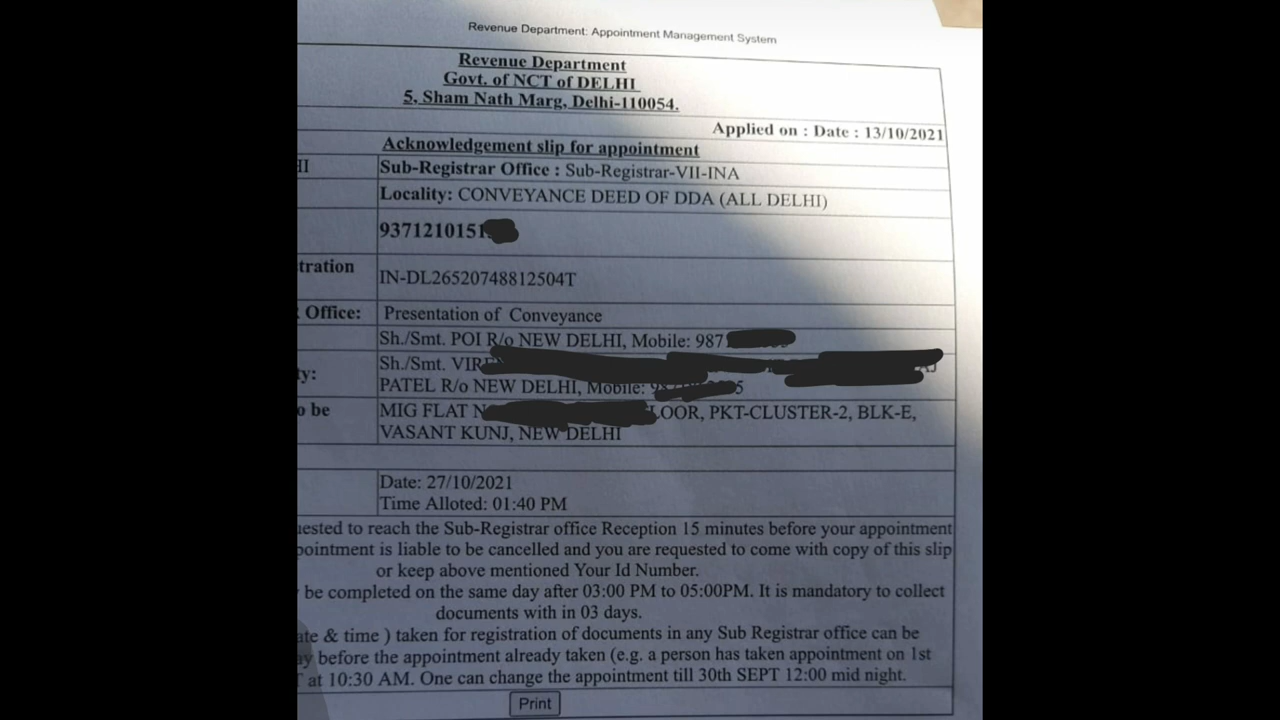 Revenue Department: Appointment Management System
Revenue Department
Govt. of NCT of DELHI
5, Sham Nath Marg, Delhi-110054.
Applied on : Date : 13/10/2021
Acknowledgement slip for appointment
Sub-Registrar Office : Sub-Registrar-VII-INA
Locality: CONVEYANCE DEED OF DDA (ALL DELHI)
9371210151
tration
IN-DL26520748812504T
Office: Presentation of Conveyance
Sh./Smt. POI R/o NEW DELHI, Mobile: 987
Sh./Smt.
ty:
PATEL R/o NEW DELHI, Mobile: 5
o be MIG FLAT LOOR, PKT-CLUSTER-2, BLK-E,
VASANT KUNJ, NEW DELHI
Date: 27/10/2021
Time Alloted: 01:40 PM
uested to reach the Sub-Registrar office Reception 15 minutes before your appointment
pointment is liable to be cancelled and you are requested to come with copy of this slip
or keep above mentioned Your Id Number.
be completed on the same day after 03:00 PM to 05:00PM. It is mandatory to collect
documents with in 03 days.
ate & time ) taken for registration of documents in any Sub Registrar office can be
ay before the appointment already taken (e.g. a person has taken appointment on 1st
at 10:30 AM. One can change the appointment till 30th SEPT 12:00 mid night.
Print